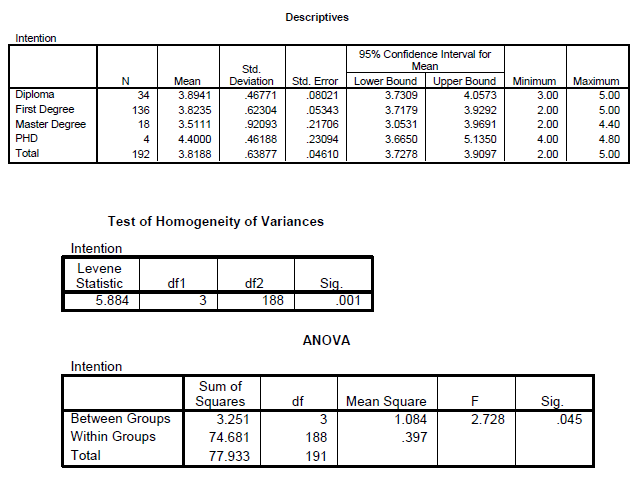 Descriptives
Intention
95% Confidence Interval for Mean
N Mean Std. Deviation Std. Error Lower Bound Upper Bound Minimum Maximum
Diploma 34 3.8941 .46771 .08021 3.7309 4.0573 3.00 5.00
First Degree 136 3.8235 .62304 .05343 3.7179 3.9292 2.00 5.00
Master Degree 18 3.5111 .92093 .21706 3.0531 3.9691 2.00 4.40
PHD 4 4.4000 .46188 .23094 3.6650 5.1350 4.00 4.80
Total 192 3.8188 .63877 .04610 3.7278 3.9097 2.00 5.00
Test of Homogeneity of Variances
Intention
Levene Statistic df1 df2 Sig.
5.884 3 188 .001
ANOVA
Intention
Sum of Squares df Mean Square F Sig.
Between Groups 3.251 3 1.084 2.728 .045
Within Groups 74.681 188 .397
Total 77.933 191